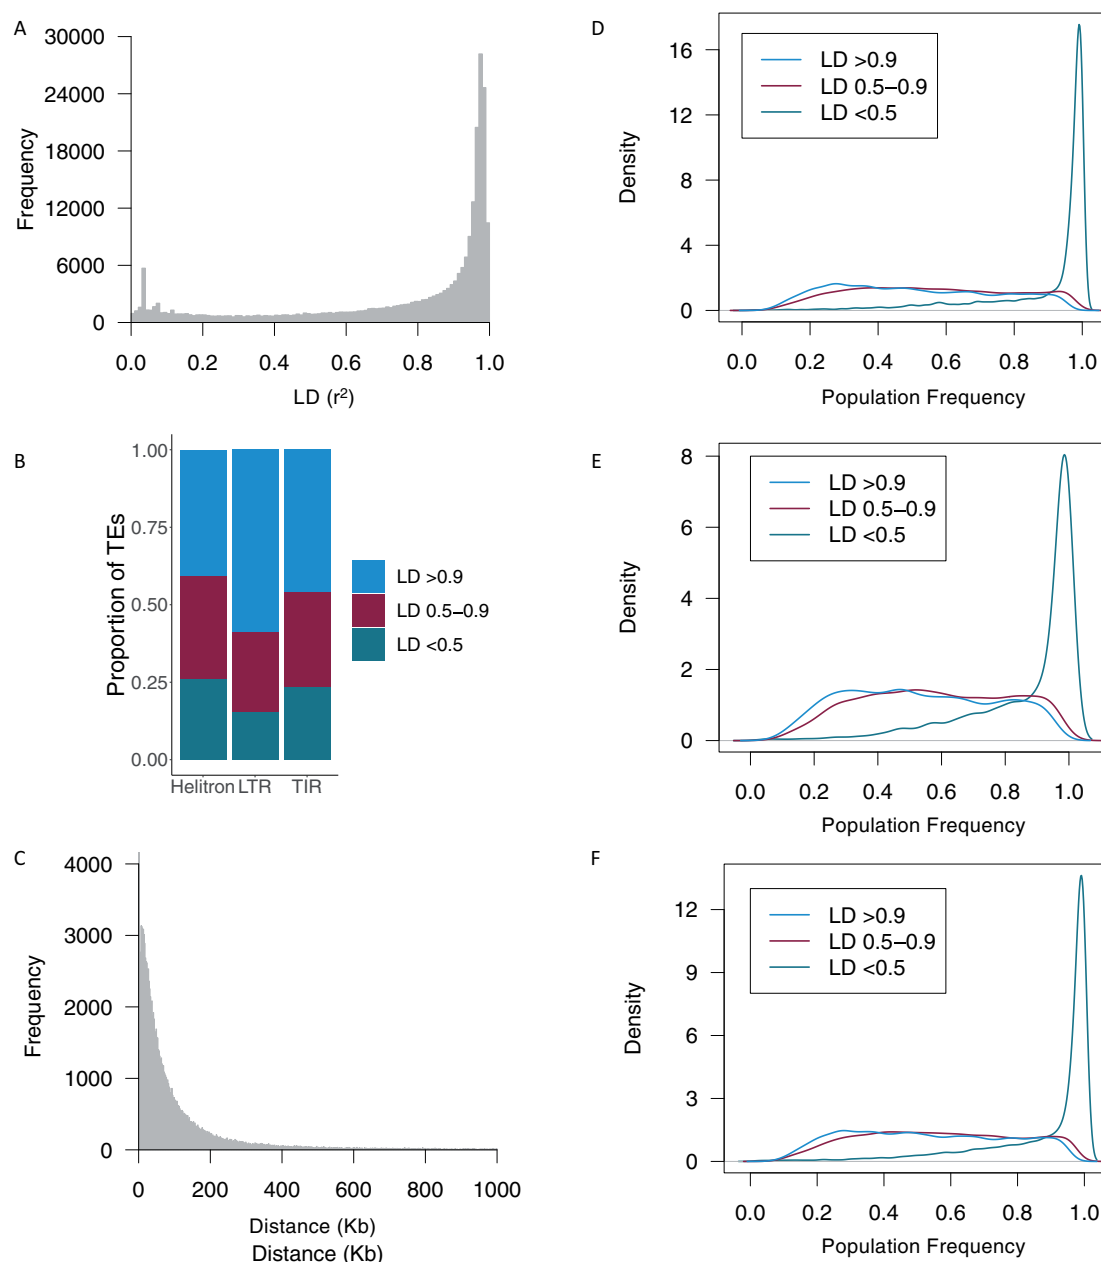 A
30000
24000
18000
12000
6000
0
Frequency
0.0 0.2 0.4 0.6 0.8 1.0
LD (r²)
B
1.00
0.75
0.50
0.25
0.00
Proportion of TEs
Helitron LTR TIR
LD >0.9
LD 0.5–0.9
LD <0.5
C
4000
3000
2000
1000
0
Frequency
0 200 400 600 800 1000
Distance (Kb)
Distance (Kb)
D
16
12
8
4
0
Density
LD >0.9
LD 0.5–0.9
LD <0.5
0.0 0.2 0.4 0.6 0.8 1.0
Population Frequency
E
8
6
4
2
0
Density
LD >0.9
LD 0.5–0.9
LD <0.5
0.0 0.2 0.4 0.6 0.8 1.0
Population Frequency
F
12
9
6
3
0
Density
LD >0.9
LD 0.5–0.9
LD <0.5
0.0 0.2 0.4 0.6 0.8 1.0
Population Frequency